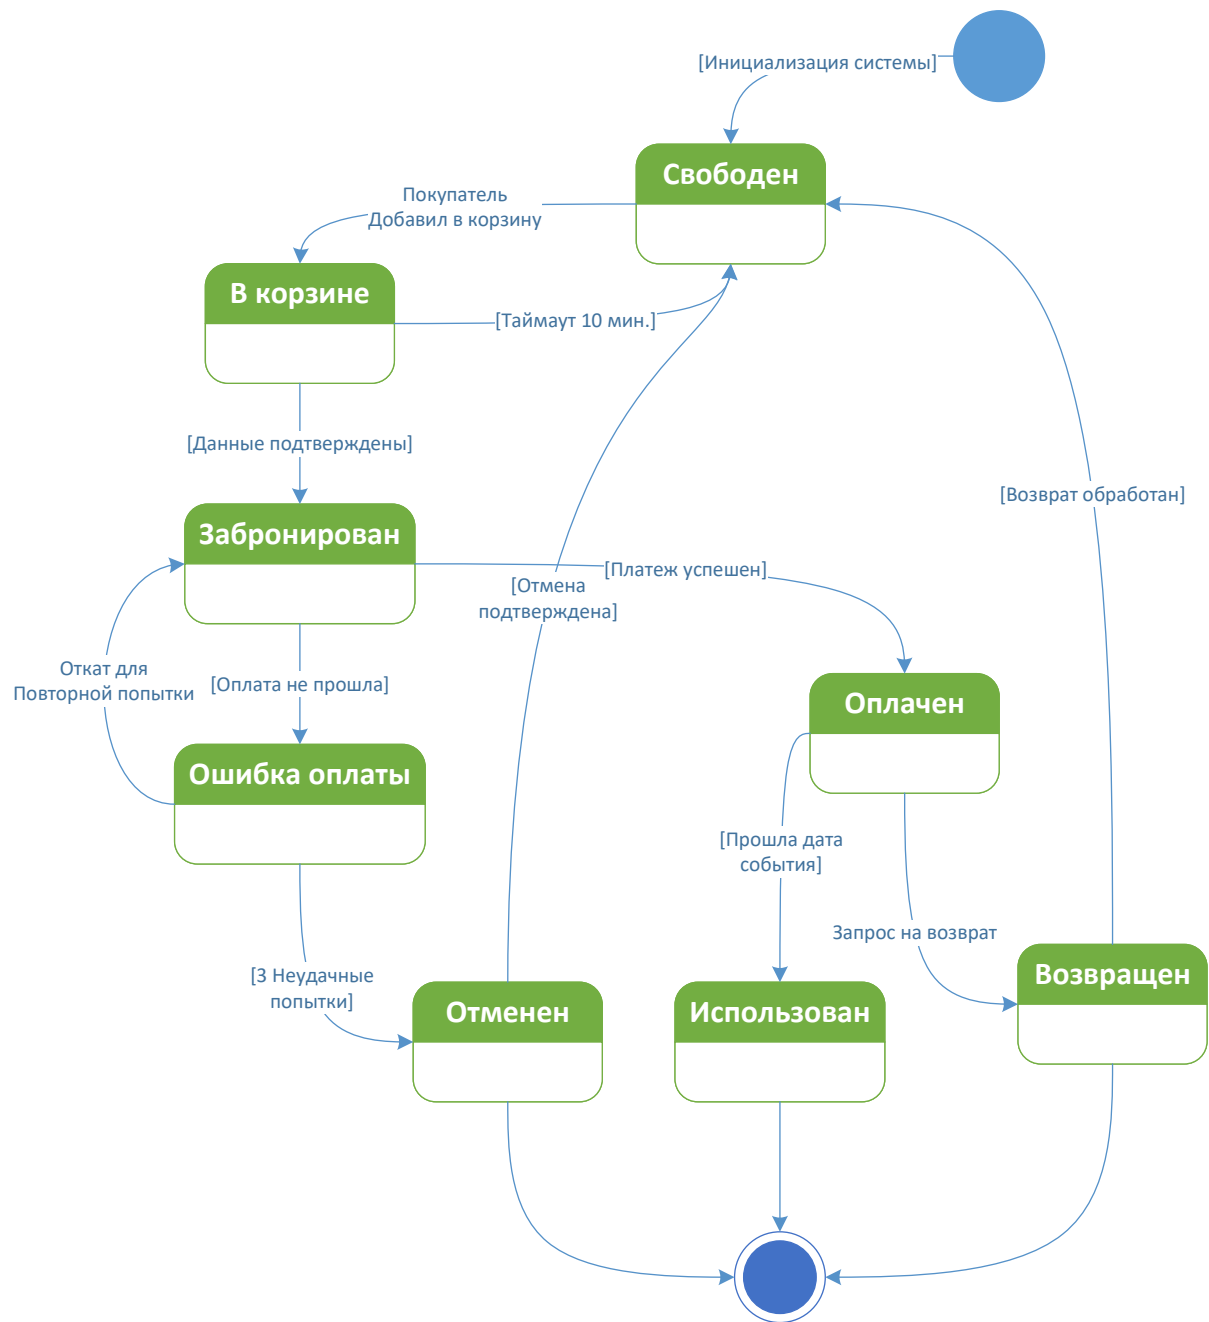 [Инициализация системы]
Свободен
Покупатель
Добавил в корзину
В корзине
[Таймаут 10 мин.]
[Данные подтверждены]
[Возврат обработан]
Забронирован
[Платеж успешен]
[Отмена
подтверждена]
Откат для
Повторной попытки
[Оплата не прошла]
Оплачен
Ошибка оплаты
[Прошла дата
события]
Запрос на возврат
[3 Неудачные
попытки]
Возвращен
Отменен
Использован